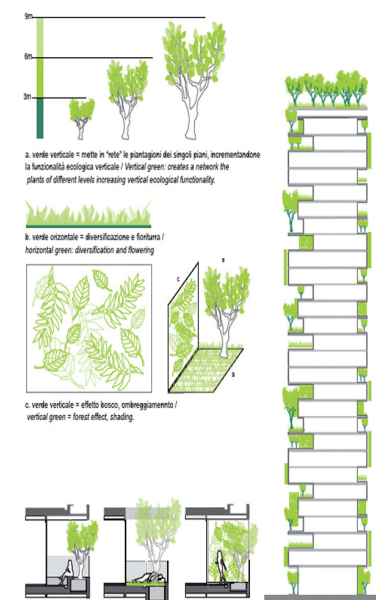 9m
6m
3m
a. verde verticale = mette in "rete" le piantagioni dei singoli piani, incrementandone
la funzionalità ecologica verticale / Vertical green: creates a network the
plants of different levels increasing vertical ecological functionality.
b. verde orizontale = diversificazione e fioritura /
horizontal green: diversification and flowering
C
B
D
c. verde verticale = effetto bosco, ombreggiamento /
vertical green = forest effect, shading.